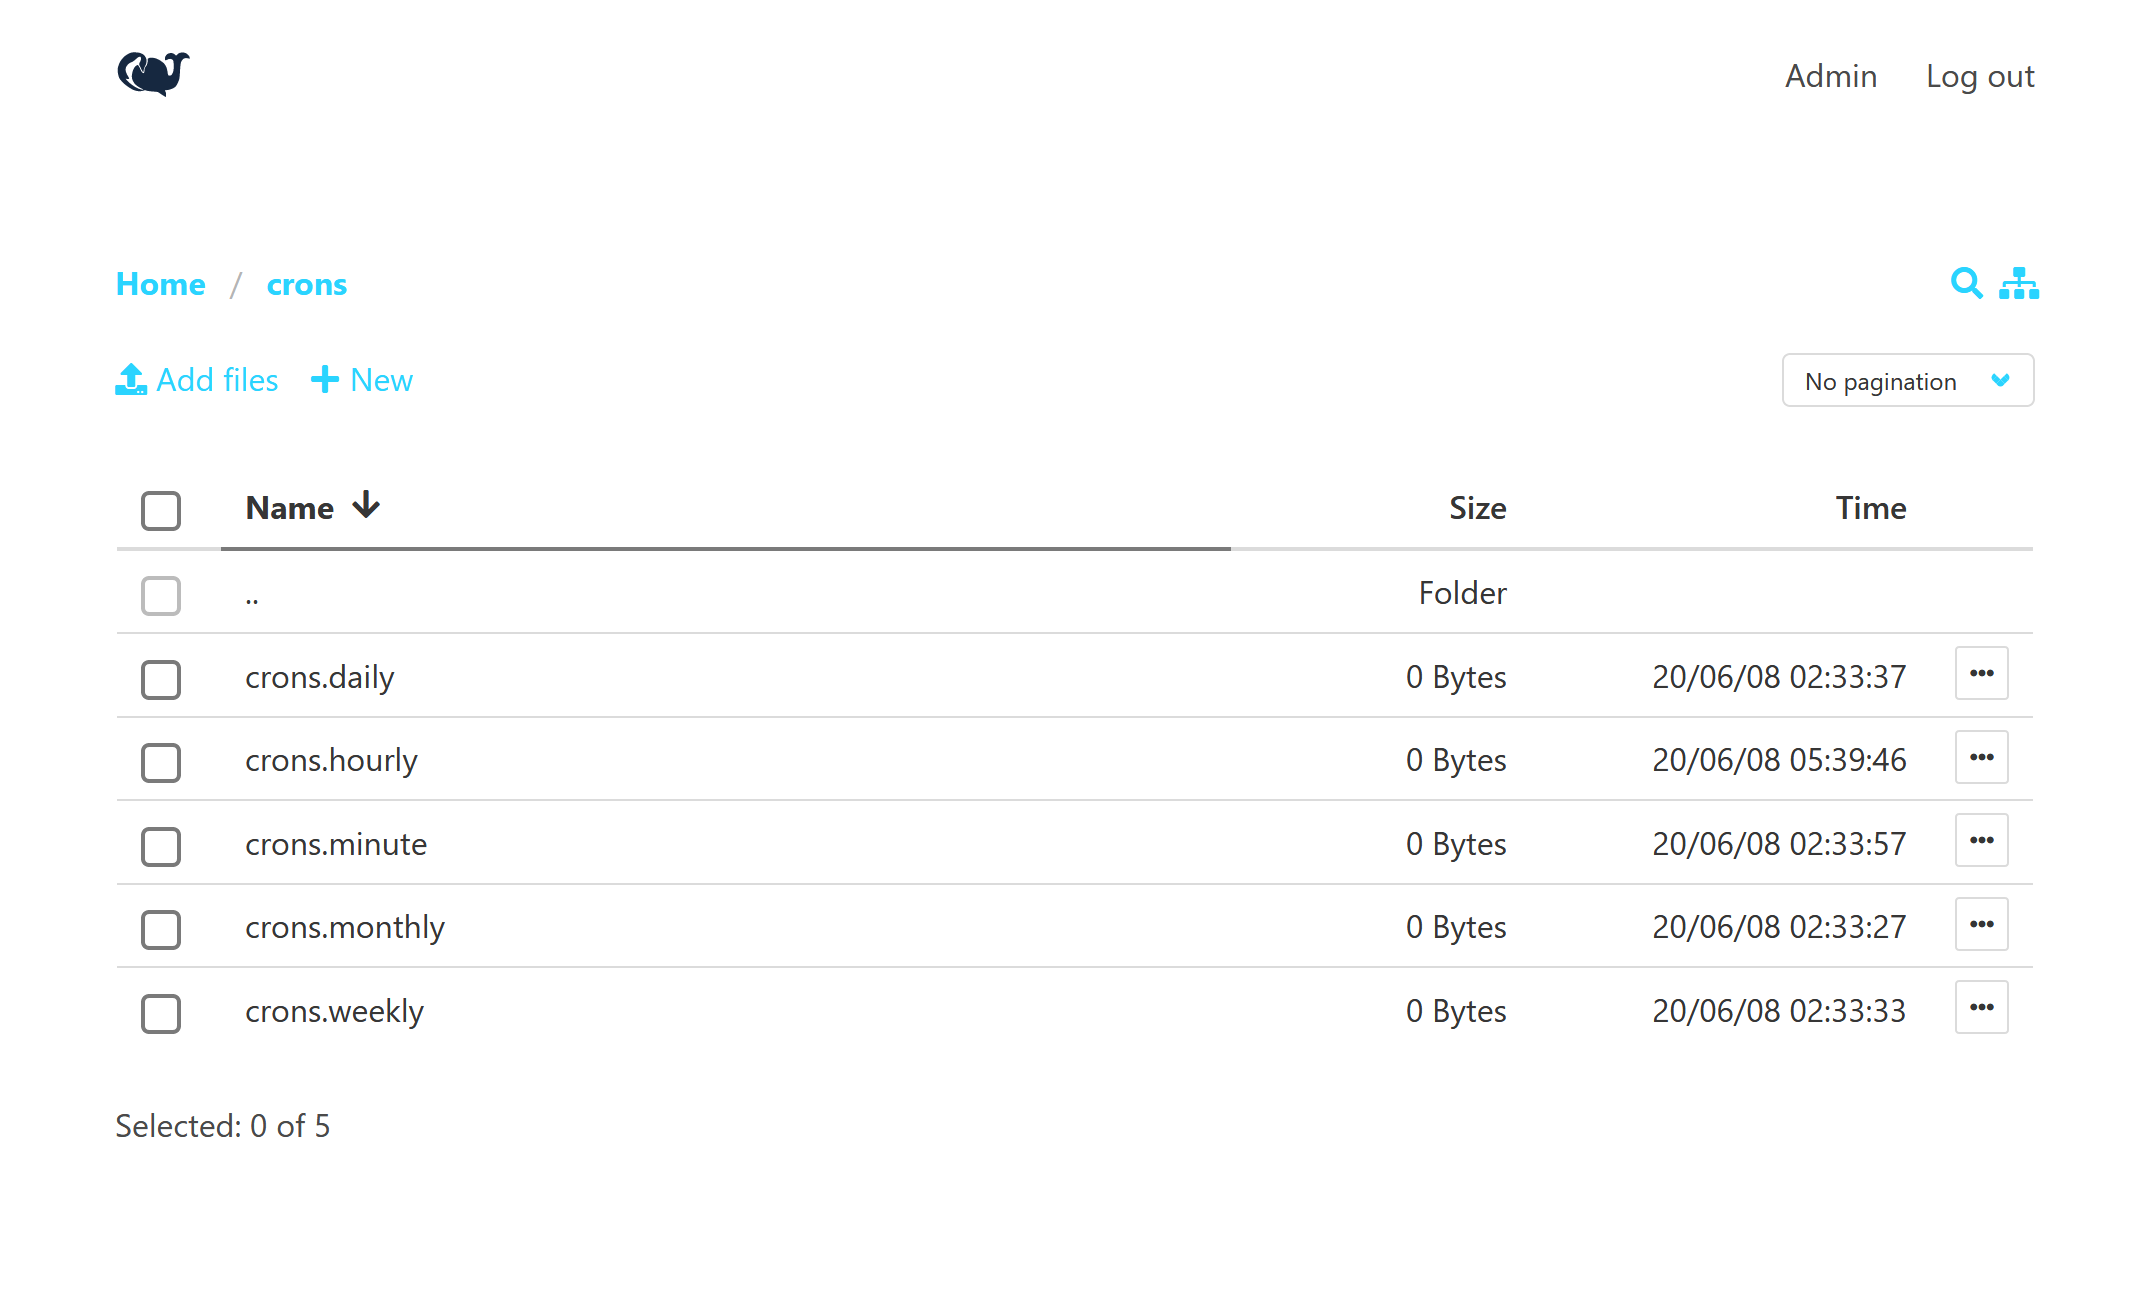 Admin Log out
Home / crons
Add files New No pagination
Name Size Time
.. Folder
crons.daily 0 Bytes 20/06/08 02:33:37
crons.hourly 0 Bytes 20/06/08 05:39:46
crons.minute 0 Bytes 20/06/08 02:33:57
crons.monthly 0 Bytes 20/06/08 02:33:27
crons.weekly 0 Bytes 20/06/08 02:33:33
Selected: 0 of 5